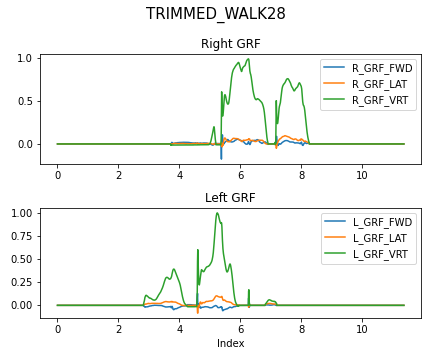 TRIMMED_WALK28
Right GRF
1.0
0.5
0.0
R_GRF_FWD
R_GRF_LAT
R_GRF_VRT
0 2 4 6 8 10
Left GRF
1.00
0.75
0.50
0.25
0.00
L_GRF_FWD
L_GRF_LAT
L_GRF_VRT
0 2 4 6 8 10
Index